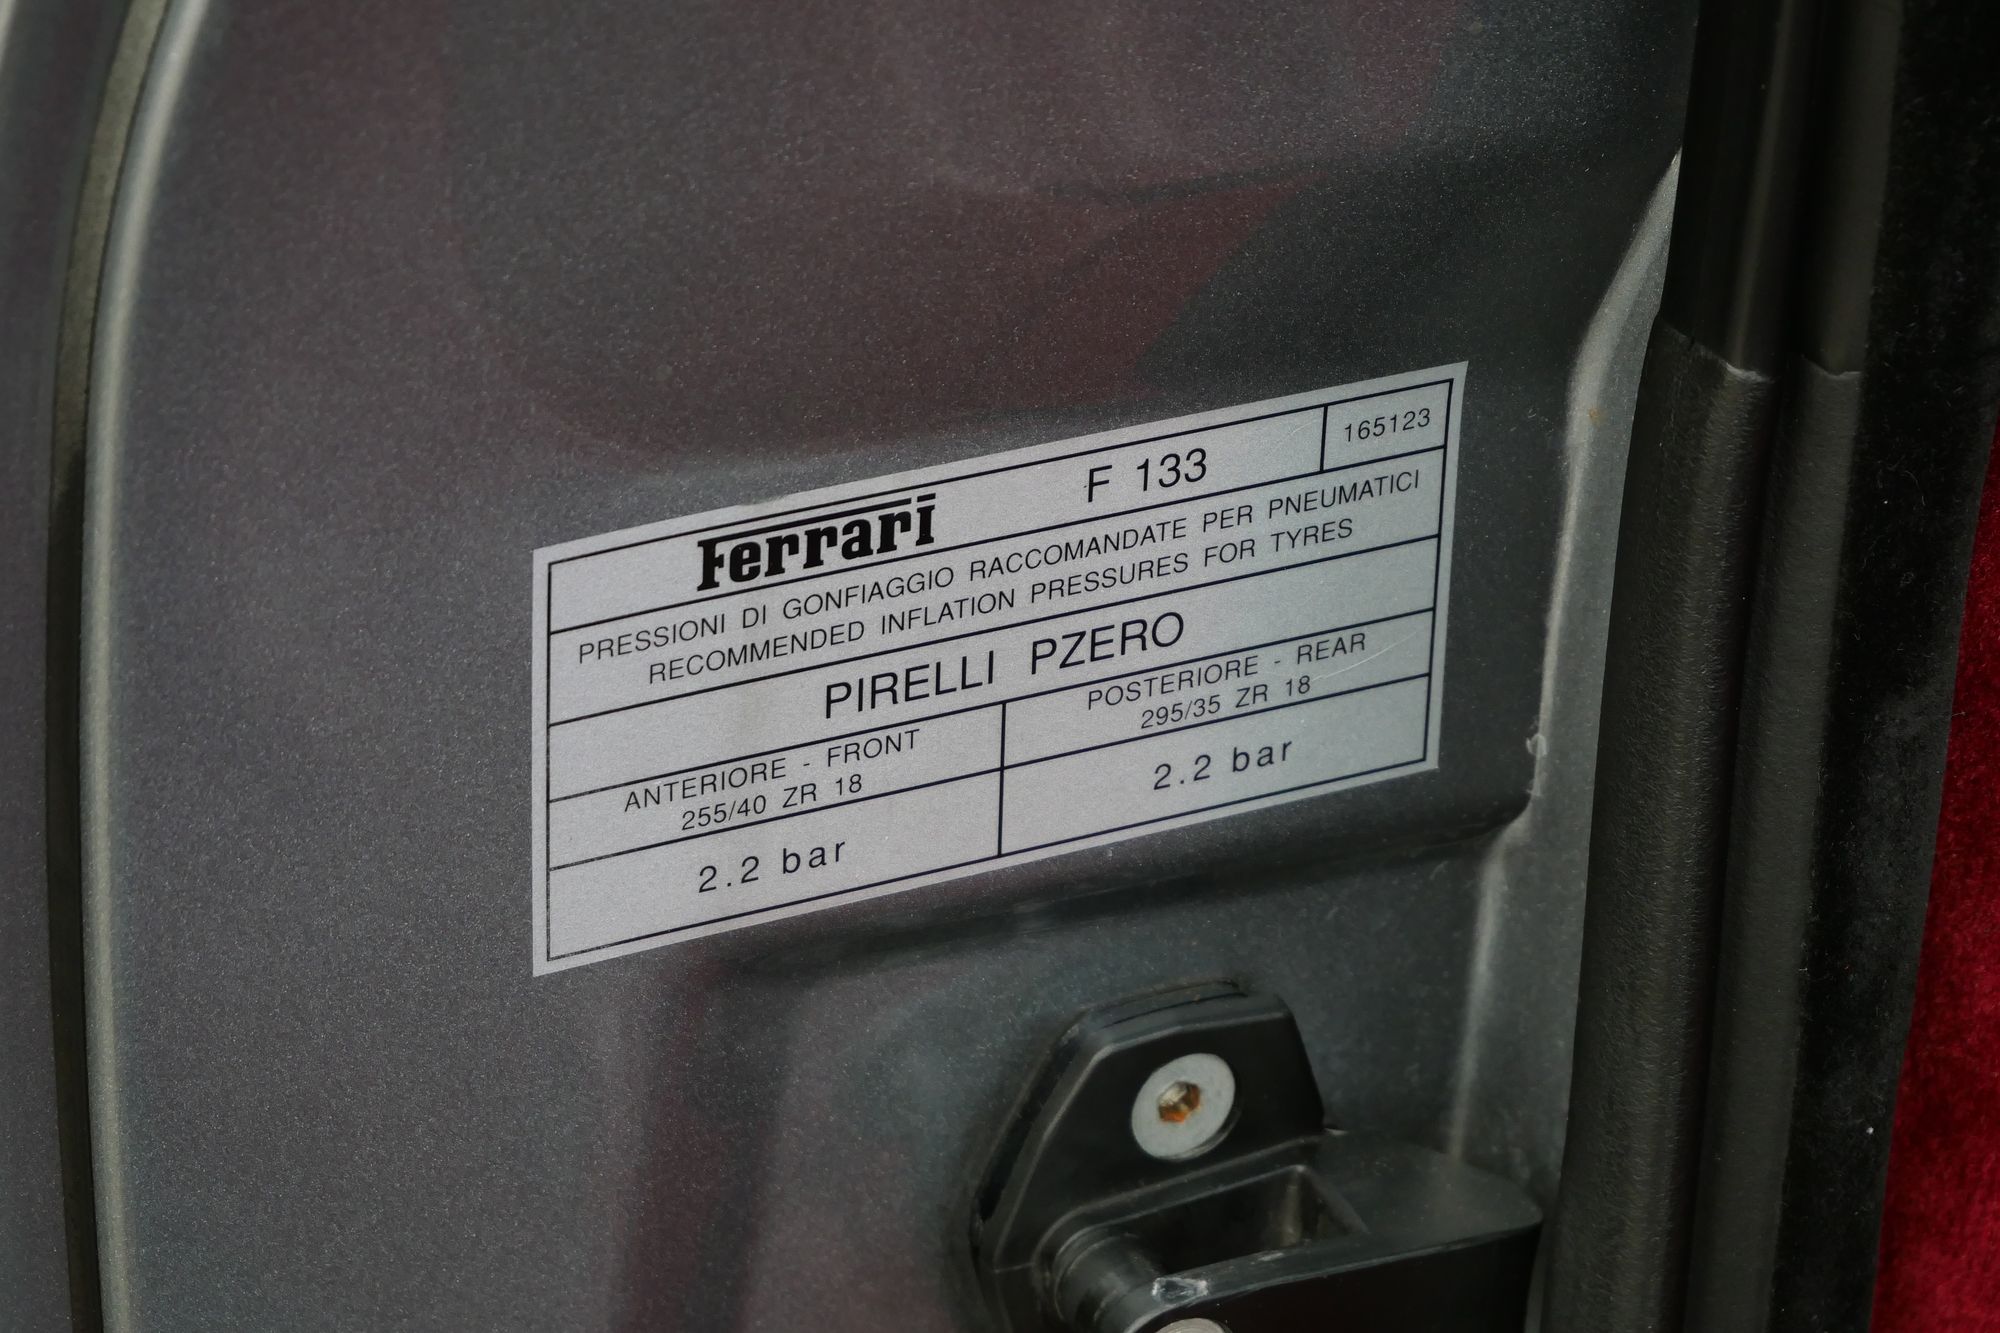 Ferrari F 133 165123
PRESSIONI DI GONFIAGGIO RACCOMANDATE PER PNEUMATICI
RECOMMENDED INFLATION PRESSURES FOR TYRES
PIRELLI PZERO
ANTERIORE - FRONT
255/40 ZR 18
POSTERIORE - REAR
295/35 ZR 18
2.2 bar
2.2 bar